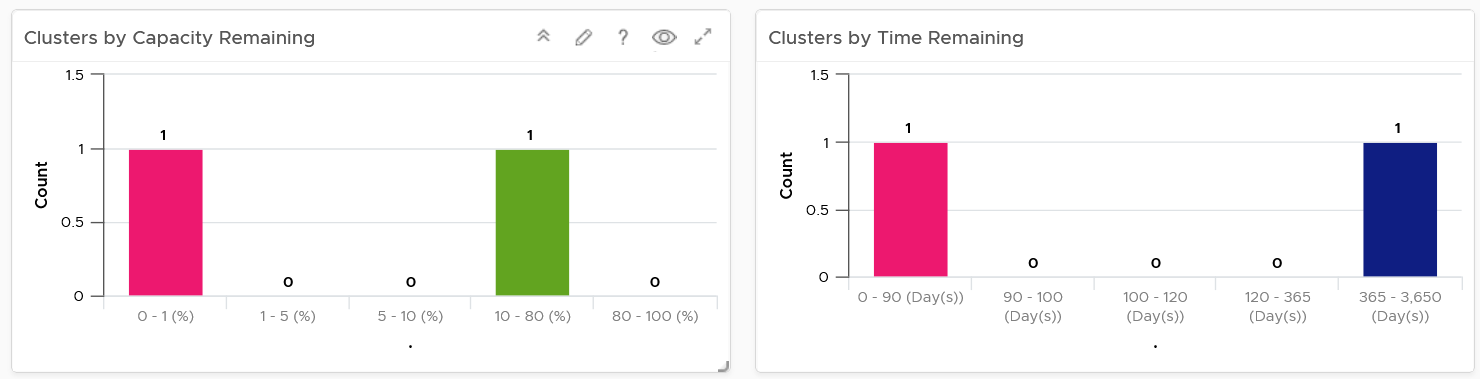 Clusters by Capacity Remaining
?
1.5
1
0.5
0
Count
1
0
0
1
0
0 - 1 (%)
1 - 5 (%)
5 - 10 (%)
10 - 80 (%)
80 - 100 (%)
.
Clusters by Time Remaining
1.5
1
0.5
0
Count
1
0
0
0
1
0 - 90 (Day(s))
90 - 100
(Day(s))
100 - 120
(Day(s))
120 - 365
(Day(s))
365 - 3,650
(Day(s))
.